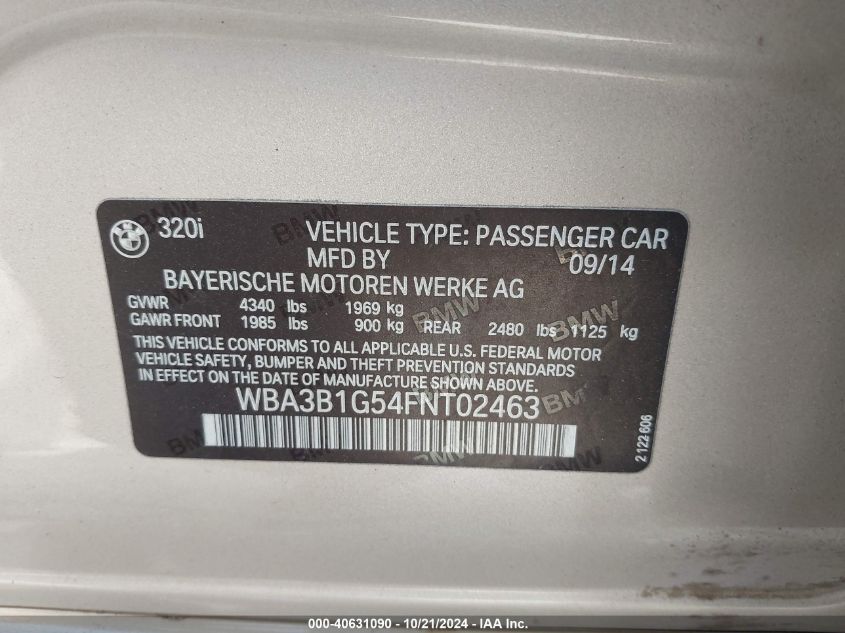 320i VEHICLE TYPE: PASSENGER CAR
MFD BY 09/14
BAYERISCHE MOTOREN WERKE AG
GVWR 4340 lbs 1969 kg
GAWR FRONT 1985 lbs 900 kg REAR 2480 lbs 1125 kg
THIS VEHICLE CONFORMS TO ALL APPLICABLE U.S. FEDERAL MOTOR
VEHICLE SAFETY, BUMPER AND THEFT PREVENTION STANDARDS
IN EFFECT ON THE DATE OF MANUFACTURE SHOWN ABOVE.
WBA3B1G54FNT02463
2 122 606
000-40631090 - 10/21/2024 - IAA Inc.